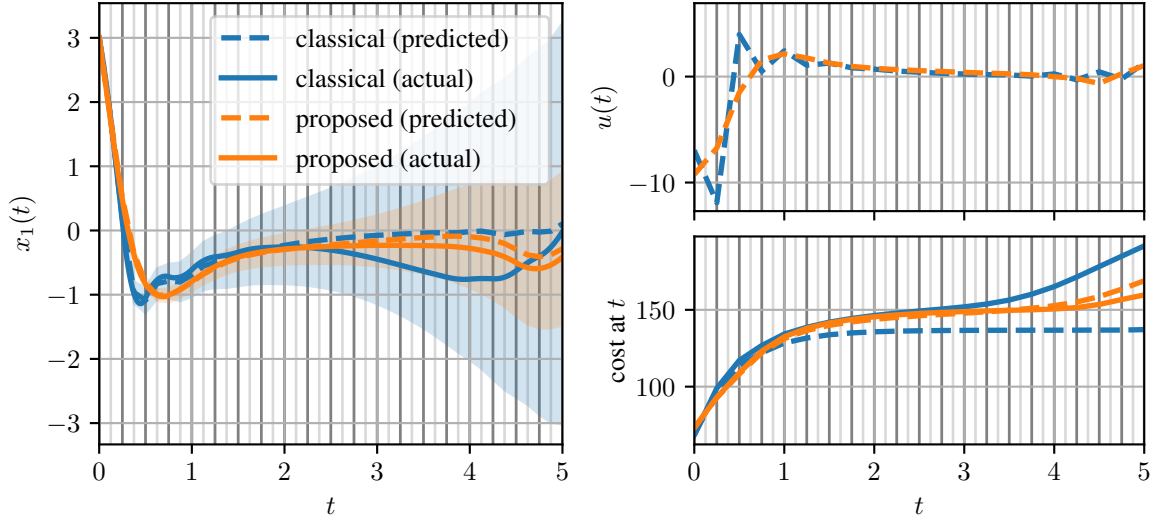 3
2
1
0
−1
−2
−3
x₁(t)
0
1
2
3
4
5
t
classical (predicted)
classical (actual)
proposed (predicted)
proposed (actual)
0
−10
u(t)
150
100
cost at t
0
1
2
3
4
5
t